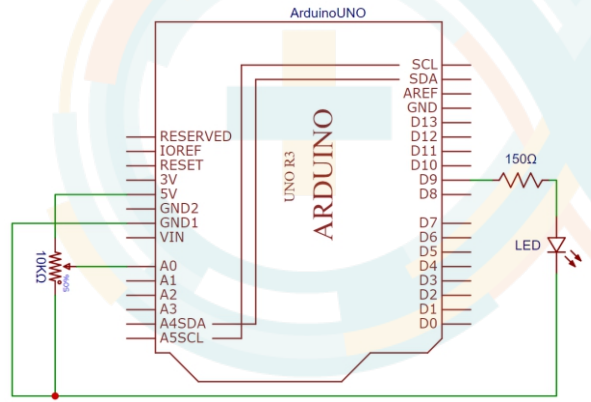 ArduinoUNO
SCL
SDA
AREF
GND
D13
D12
D11
D10
D9
D8
D7
D6
D5
D4
D3
D2
D1
D0
RESERVED
IOREF
RESET
3V
5V
GND2
GND1
VIN
A0
A1
A2
A3
A4SDA
A5SCL
UNO R3
ARDUINO
150Ω
LED
10KΩ
50%